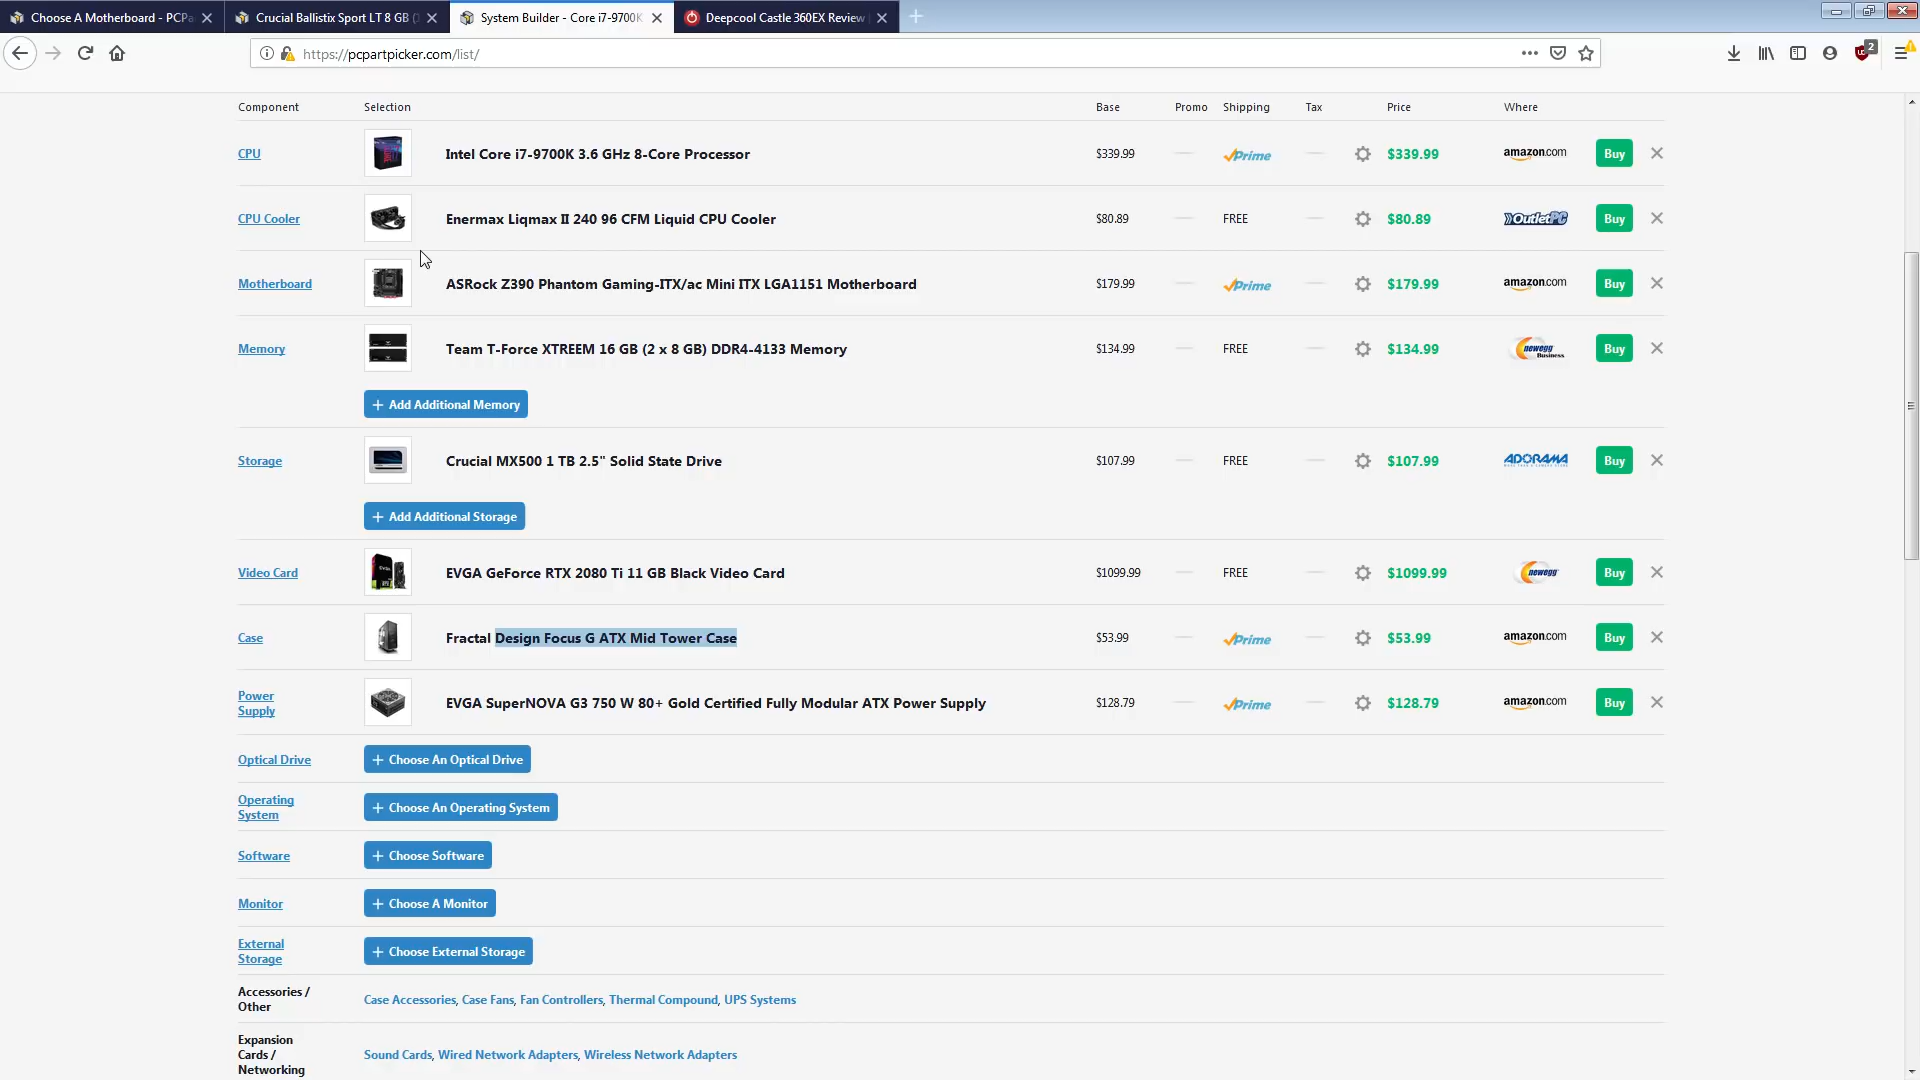 Choose A Motherboard - PCPa
Crucial Ballistix Sport LT 8 GB (
System Builder - Core i7-9700K
Deepcool Castle 360EX Review
https://pcpartpicker.com/list/
2
Component Selection Base Promo Shipping Tax Price Where
CPU Intel Core i7-9700K 3.6 GHz 8-Core Processor $339.99 Prime $339.99 amazon.com Buy
CPU Cooler Enermax Liqmax II 240 96 CFM Liquid CPU Cooler $80.89 FREE $80.89 OutletPC Buy
Motherboard ASRock Z390 Phantom Gaming-ITX/ac Mini ITX LGA1151 Motherboard $179.99 Prime $179.99 amazon.com Buy
Memory Team T-Force XTREEM 16 GB (2 x 8 GB) DDR4-4133 Memory $134.99 FREE $134.99 newegg Business Buy
+ Add Additional Memory
Storage Crucial MX500 1 TB 2.5" Solid State Drive $107.99 FREE $107.99 ADORAMA Buy
+ Add Additional Storage
Video Card EVGA GeForce RTX 2080 Ti 11 GB Black Video Card $1099.99 FREE $1099.99 newegg Buy
Case Fractal Design Focus G ATX Mid Tower Case $53.99 Prime $53.99 amazon.com Buy
Power
Supply EVGA SuperNOVA G3 750 W 80+ Gold Certified Fully Modular ATX Power Supply $128.79 Prime $128.79 amazon.com Buy
Optical Drive + Choose An Optical Drive
Operating
System + Choose An Operating System
Software + Choose Software
Monitor + Choose A Monitor
External
Storage + Choose External Storage
Accessories /
Other Case Accessories, Case Fans, Fan Controllers, Thermal Compound, UPS Systems
Expansion
Cards / Sound Cards, Wired Network Adapters, Wireless Network Adapters
Networking